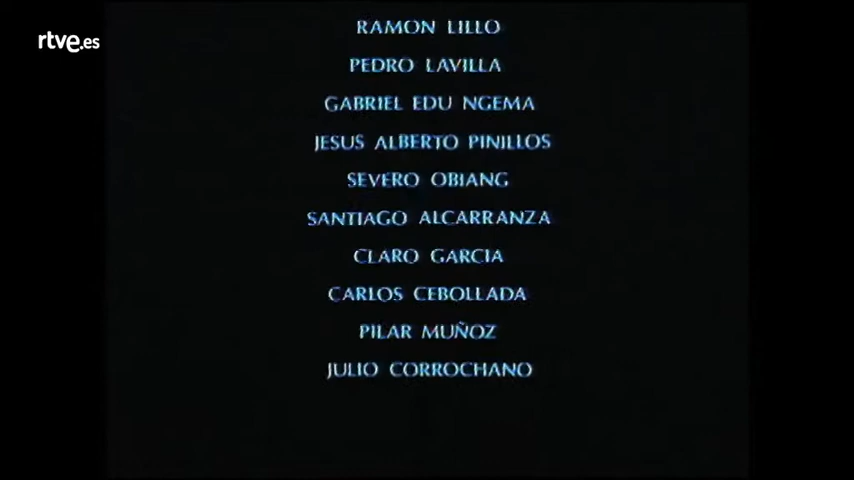 rtve.es
RAMON LILLO
PEDRO LAVILLA
GABRIEL EDU NGEMA
JESUS ALBERTO PINILLOS
SEVERO OBIANG
SANTIAGO ALCARRANZA
CLARO GARCIA
CARLOS CEBOLLADA
PILAR MUÑOZ
JULIO CORROCHANO